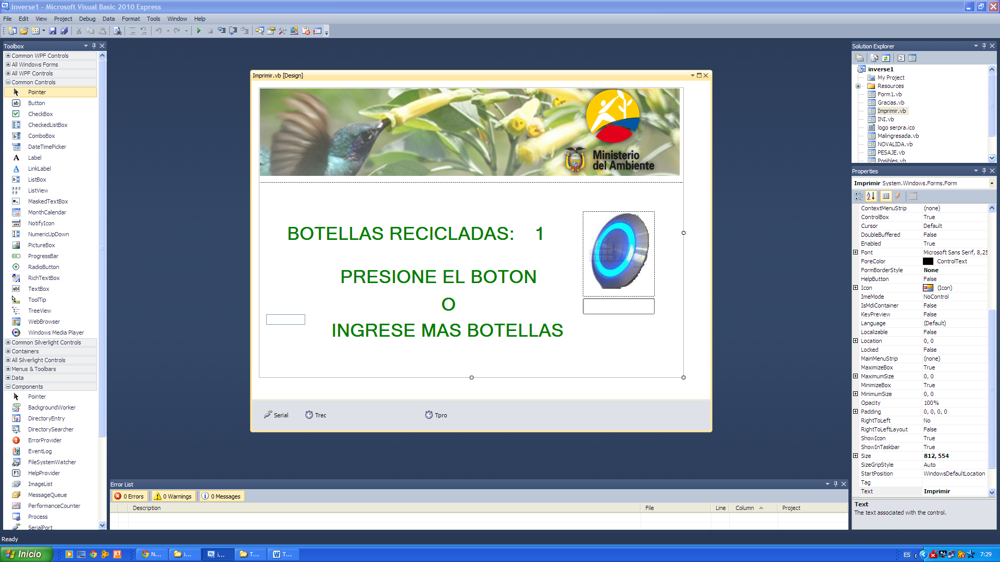 inverse1 - Microsoft Visual Basic 2010 Express
File Edit View Project Debug Data Format Tools Window Help
Toolbox
Common WPF Controls
All Windows Forms
All WPF Controls
Common Controls
Pointer
Button
CheckBox
CheckedListBox
ComboBox
DateTimePicker
Label
LinkLabel
ListBox
ListView
MaskedTextBox
MonthCalendar
NotifyIcon
NumericUpDown
PictureBox
ProgressBar
RadioButton
RichTextBox
TextBox
ToolTip
TreeView
WebBrowser
Windows Media Player
Common Silverlight Controls
Containers
All Silverlight Controls
Menus & Toolbars
Data
Components
Pointer
BackgroundWorker
DirectoryEntry
DirectorySearcher
ErrorProvider
EventLog
FileSystemWatcher
HelpProvider
ImageList
MessageQueue
PerformanceCounter
Process
SerialPort
Imprimir.vb [Design]
Ministerio
del Ambiente
BOTELLAS RECICLADAS: 1
PRESIONE EL BOTON
O
INGRESE MAS BOTELLAS
Serial Trec Tpro
Error List
0 Errors 0 Warnings 0 Messages
Description File Line Column Project
Solution Explorer
inverse1
My Project
Resources
Form1.vb
Gracias.vb
Imprimir.vb
INI.vb
logo serpra.ico
Malingresada.vb
NOVALIDA.vb
PESAJE.vb
Posibles.vb
Properties
Imprimir System.Windows.Forms.Form
ContextMenuStrip (none)
ControlBox True
Cursor Default
DoubleBuffered False
Enabled True
Font Microsoft Sans Serif, 8,25
ForeColor ControlText
FormBorderStyle None
HelpButton False
Icon (Icon)
ImeMode NoControl
IsMdiContainer False
KeyPreview False
Language (Default)
Localizable False
Location 0, 0
Locked False
MainMenuStrip (none)
MaximizeBox True
MaximumSize 0, 0
MinimizeBox True
MinimumSize 0, 0
Opacity 100%
Padding 0, 0, 0, 0
RightToLeft No
RightToLeftLayout False
ShowIcon True
ShowInTaskbar True
Size 812, 554
SizeGripStyle Auto
StartPosition WindowsDefaultLocation
Tag
Text Imprimir
Text
The text associated with the control.
Ready
Inicio N... i... i... T... T... ES 7:29